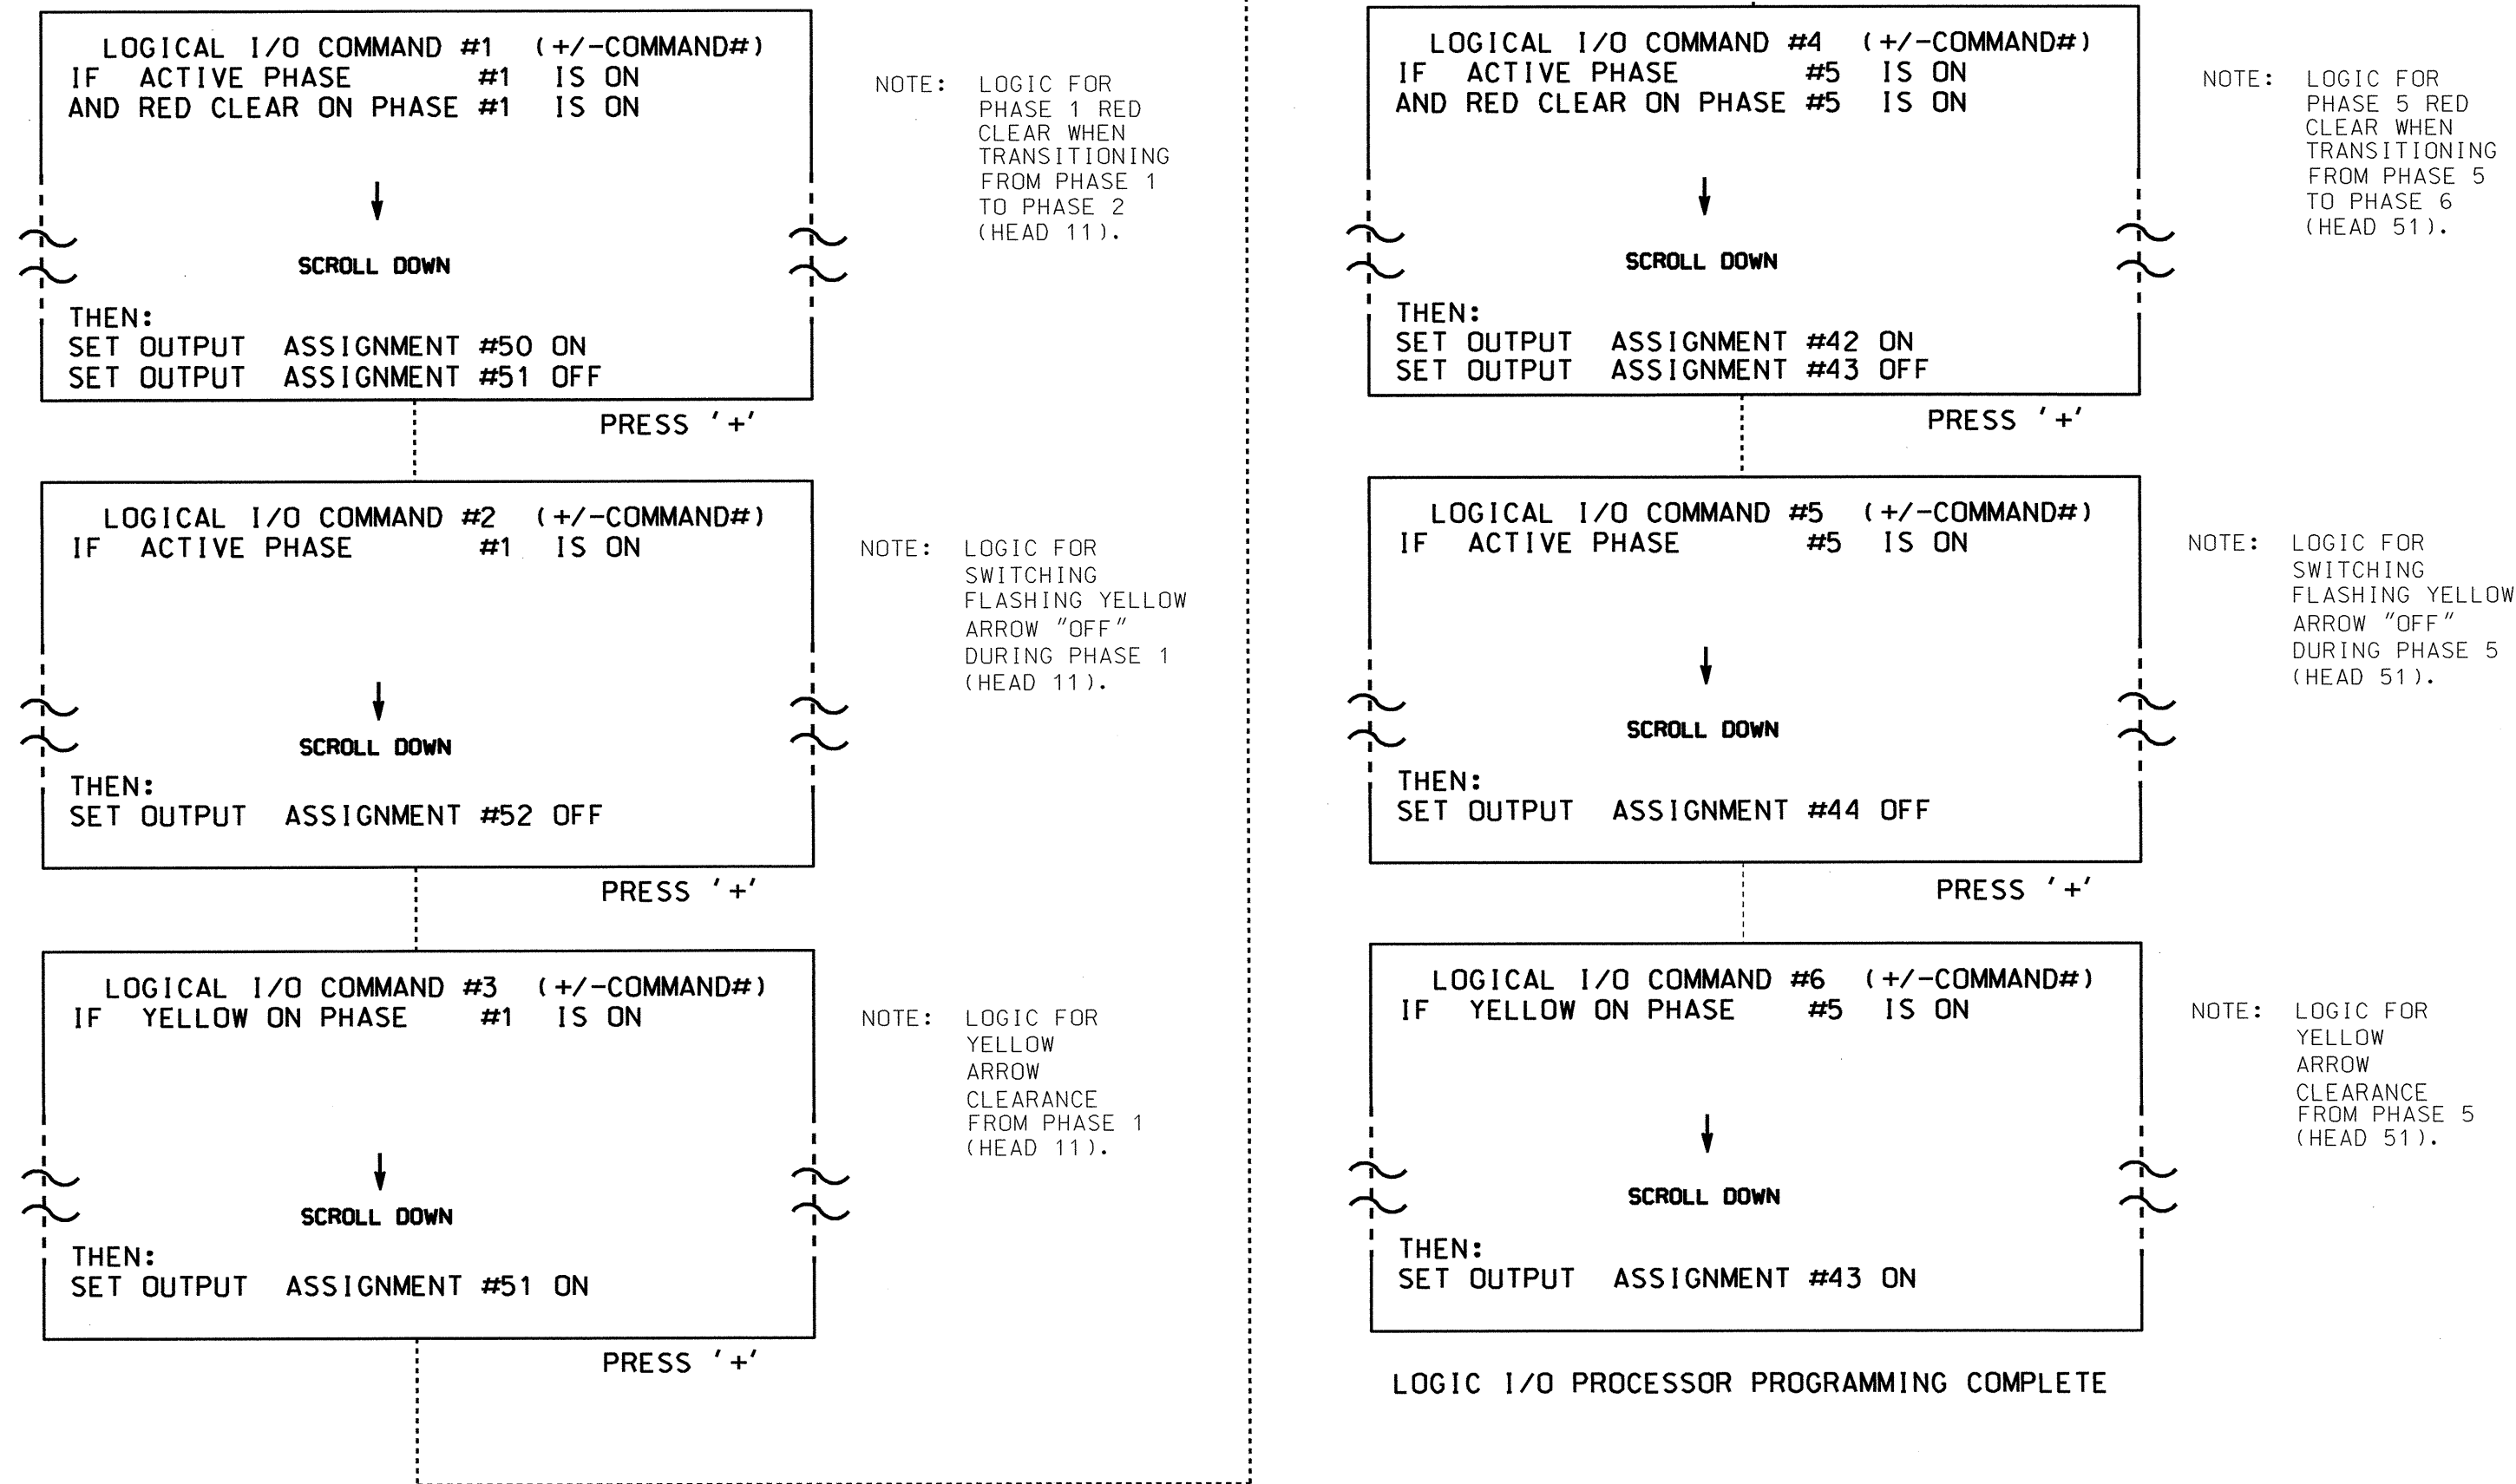 LOGICAL I/O COMMAND #1 (+/-COMMAND#)
IF ACTIVE PHASE #1 IS ON
AND RED CLEAR ON PHASE #1 IS ON
SCROLL DOWN
THEN:
SET OUTPUT ASSIGNMENT #50 ON
SET OUTPUT ASSIGNMENT #51 OFF
PRESS '+'
NOTE: LOGIC FOR
PHASE 1 RED
CLEAR WHEN
TRANSITIONING
FROM PHASE 1
TO PHASE 2
(HEAD 11).
LOGICAL I/O COMMAND #2 (+/-COMMAND#)
IF ACTIVE PHASE #1 IS ON
SCROLL DOWN
THEN:
SET OUTPUT ASSIGNMENT #52 OFF
PRESS '+'
NOTE: LOGIC FOR
SWITCHING
FLASHING YELLOW
ARROW "OFF"
DURING PHASE 1
(HEAD 11).
LOGICAL I/O COMMAND #3 (+/-COMMAND#)
IF YELLOW ON PHASE #1 IS ON
SCROLL DOWN
THEN:
SET OUTPUT ASSIGNMENT #51 ON
PRESS '+'
NOTE: LOGIC FOR
YELLOW
ARROW
CLEARANCE
FROM PHASE 1
(HEAD 11).
LOGICAL I/O COMMAND #4 (+/-COMMAND#)
IF ACTIVE PHASE #5 IS ON
AND RED CLEAR ON PHASE #5 IS ON
SCROLL DOWN
THEN:
SET OUTPUT ASSIGNMENT #42 ON
SET OUTPUT ASSIGNMENT #43 OFF
PRESS '+'
NOTE: LOGIC FOR
PHASE 5 RED
CLEAR WHEN
TRANSITIONING
FROM PHASE 5
TO PHASE 6
(HEAD 51).
LOGICAL I/O COMMAND #5 (+/-COMMAND#)
IF ACTIVE PHASE #5 IS ON
SCROLL DOWN
THEN:
SET OUTPUT ASSIGNMENT #44 OFF
PRESS '+'
NOTE: LOGIC FOR
SWITCHING
FLASHING YELLOW
ARROW "OFF"
DURING PHASE 5
(HEAD 51).
LOGICAL I/O COMMAND #6 (+/-COMMAND#)
IF YELLOW ON PHASE #5 IS ON
SCROLL DOWN
THEN:
SET OUTPUT ASSIGNMENT #43 ON
NOTE: LOGIC FOR
YELLOW
ARROW
CLEARANCE
FROM PHASE 5
(HEAD 51).
LOGIC I/O PROCESSOR PROGRAMMING COMPLETE